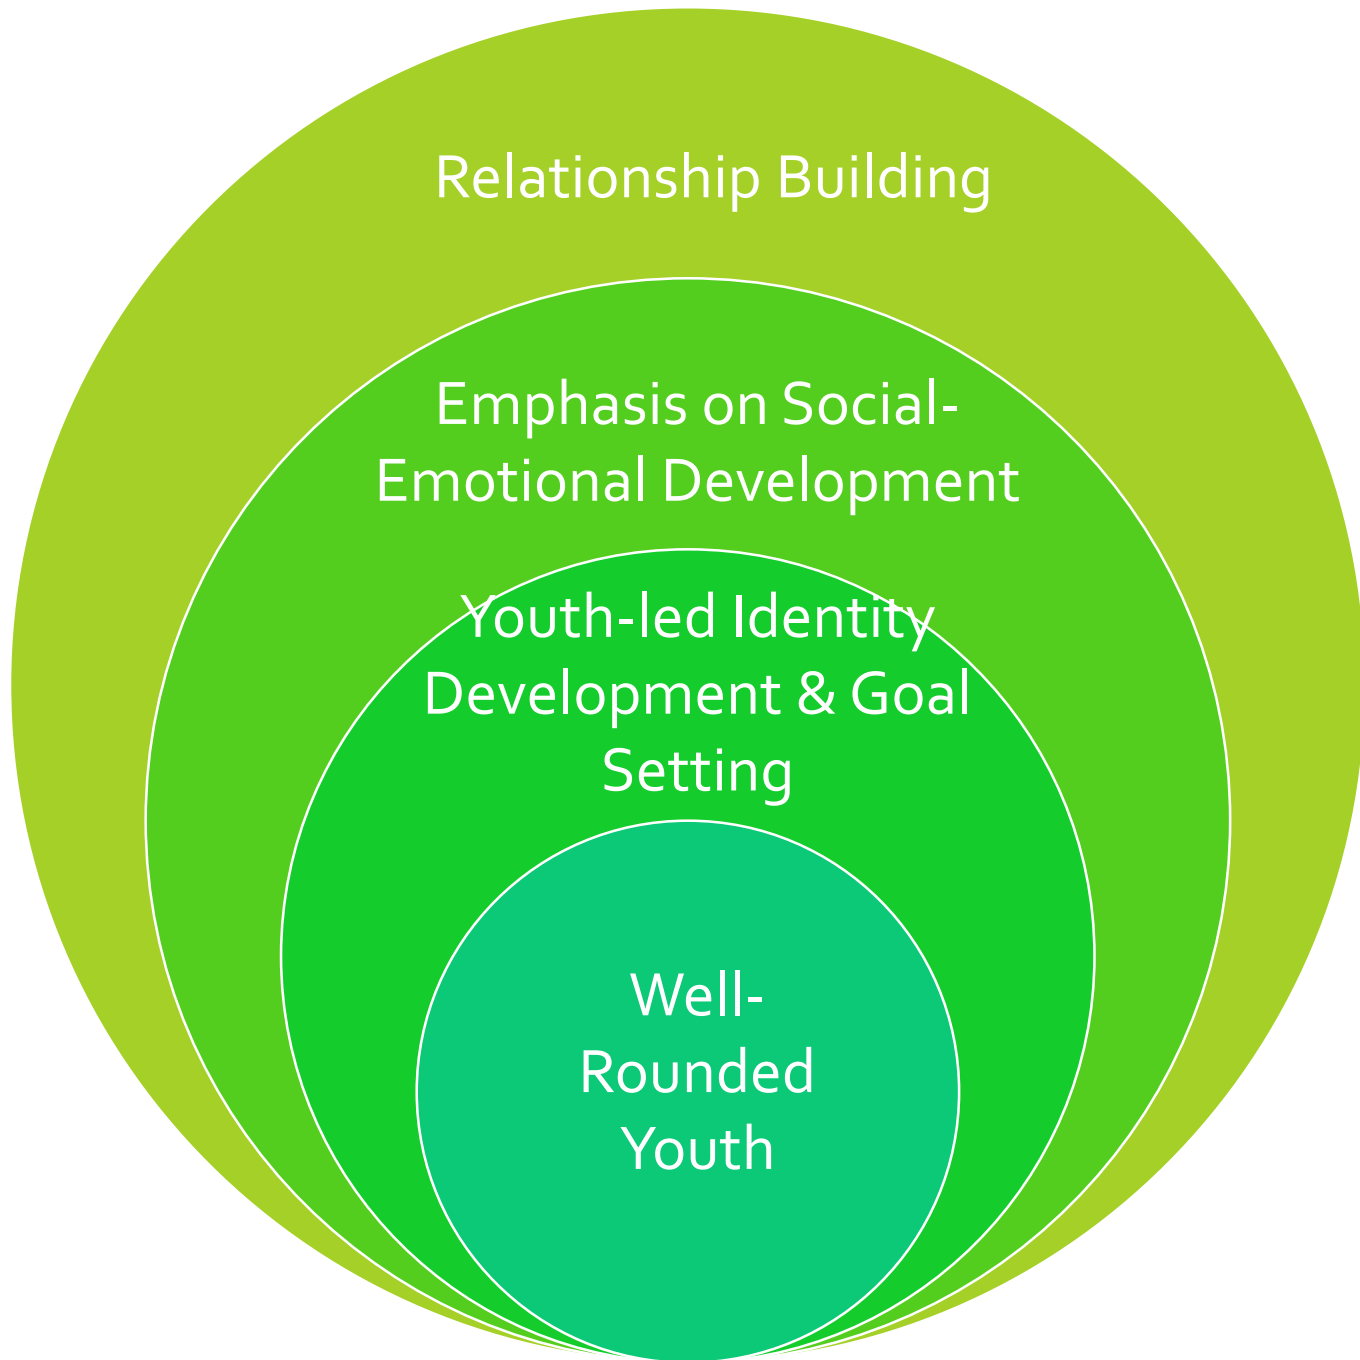 Relationship Building
Emphasis on Social-
Emotional Development
Youth-led Identity
Development & Goal
Setting
Well-
Rounded
Youth